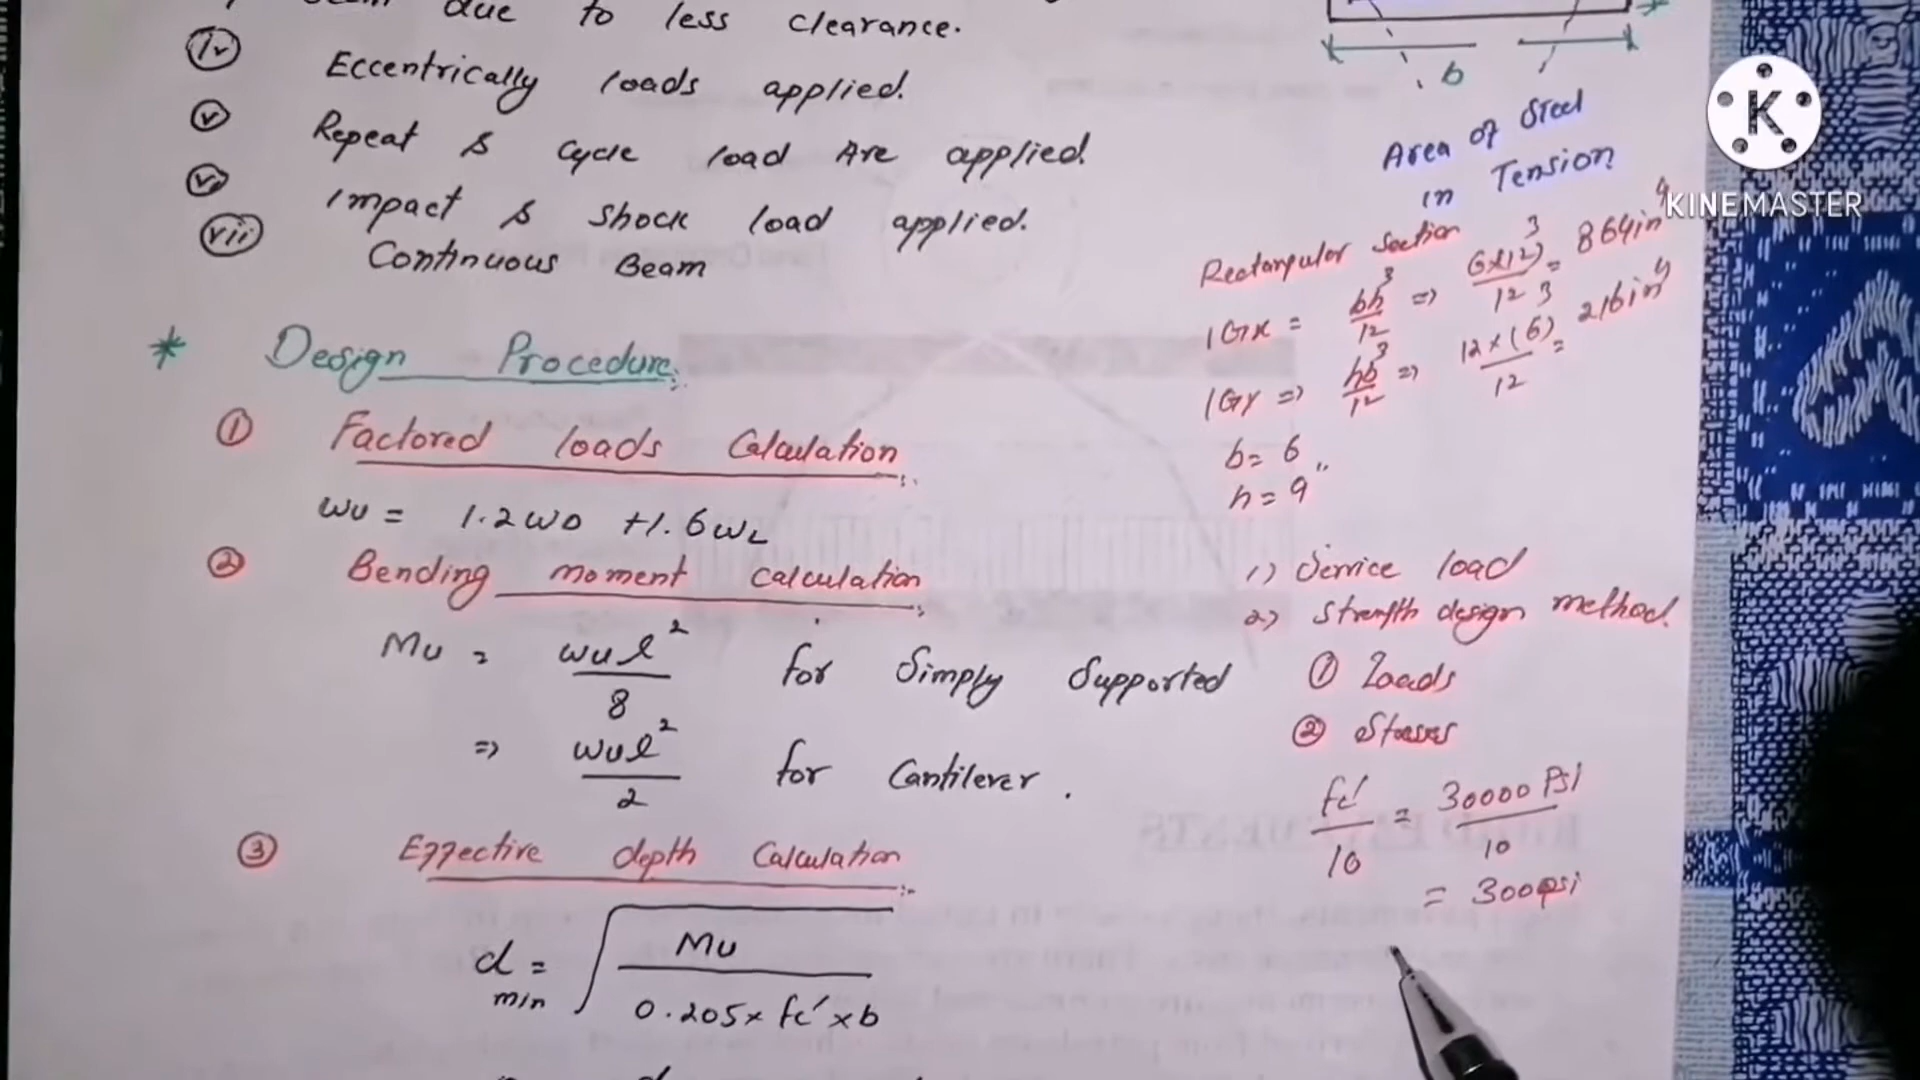 due to less clearance.
iv Eccentrically loads applied.
v Repeat & Cycle load Are applied.
Impact & Shock load applied.
vii Continuous Beam
* Design Procedure:
① Factored loads Calculation
wu = 1.2wD + 1.6wL
② Bending moment calculation
Mu = wul²/8 for Simply Supported
=> wul²/2 for Cantilever.
③ Effective depth Calculation
d min = √(Mu / 0.205 x fc' x b)
b
Area of Steel
in Tension
Rectangular Section
IGx = bh³/12 => 6x(12)³/12 = 864in⁴
IGy => hb³/12 => 12 x (6)³/12 = 216in⁴
b = 6"
h = 9
1) Service load
2) Strength design method.
① Loads
② Stresses
fc'/10 = 30000 Psi/10
= 300psi
K
KINEMASTER